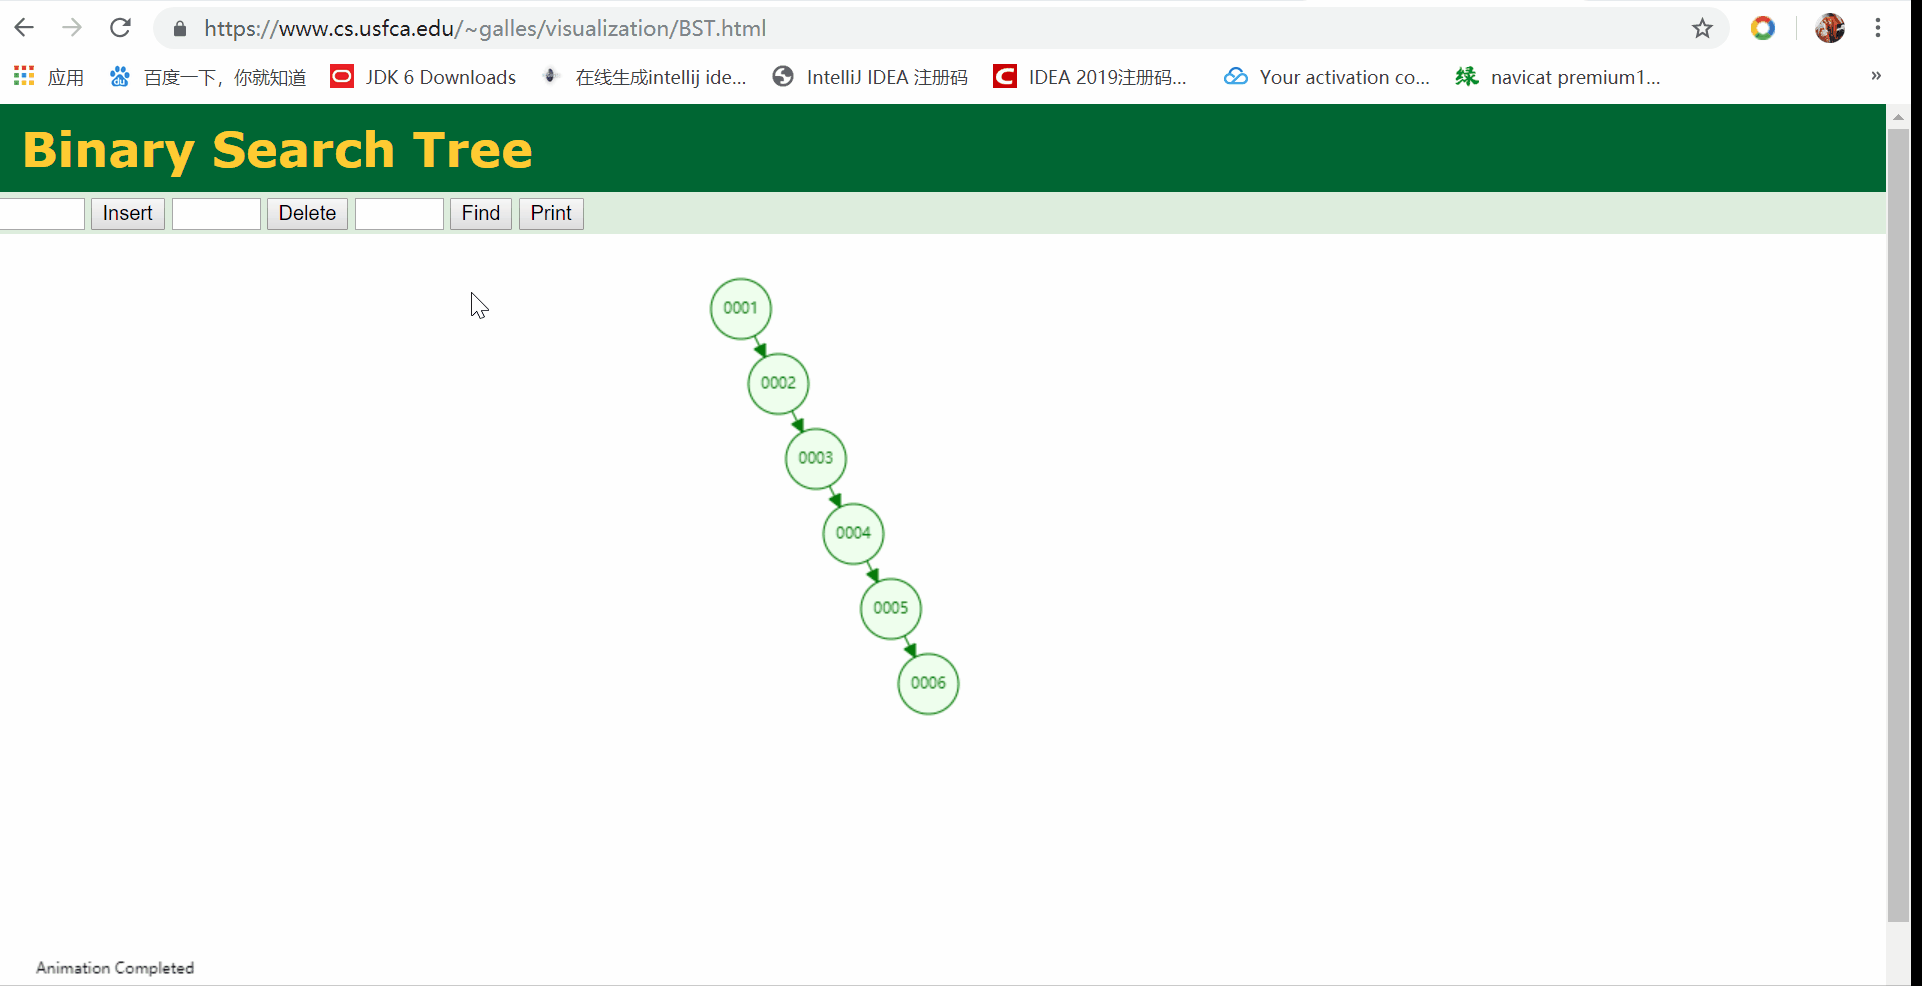 https://www.cs.usfca.edu/~galles/visualization/BST.html
应用 百度一下，你就知道 JDK 6 Downloads 在线生成intellij ide... IntelliJ IDEA 注册码 IDEA 2019注册码... Your activation co... 绿 navicat premium1... »
Binary Search Tree
Insert Delete Find Print
0001
0002
0003
0004
0005
0006
Animation Completed